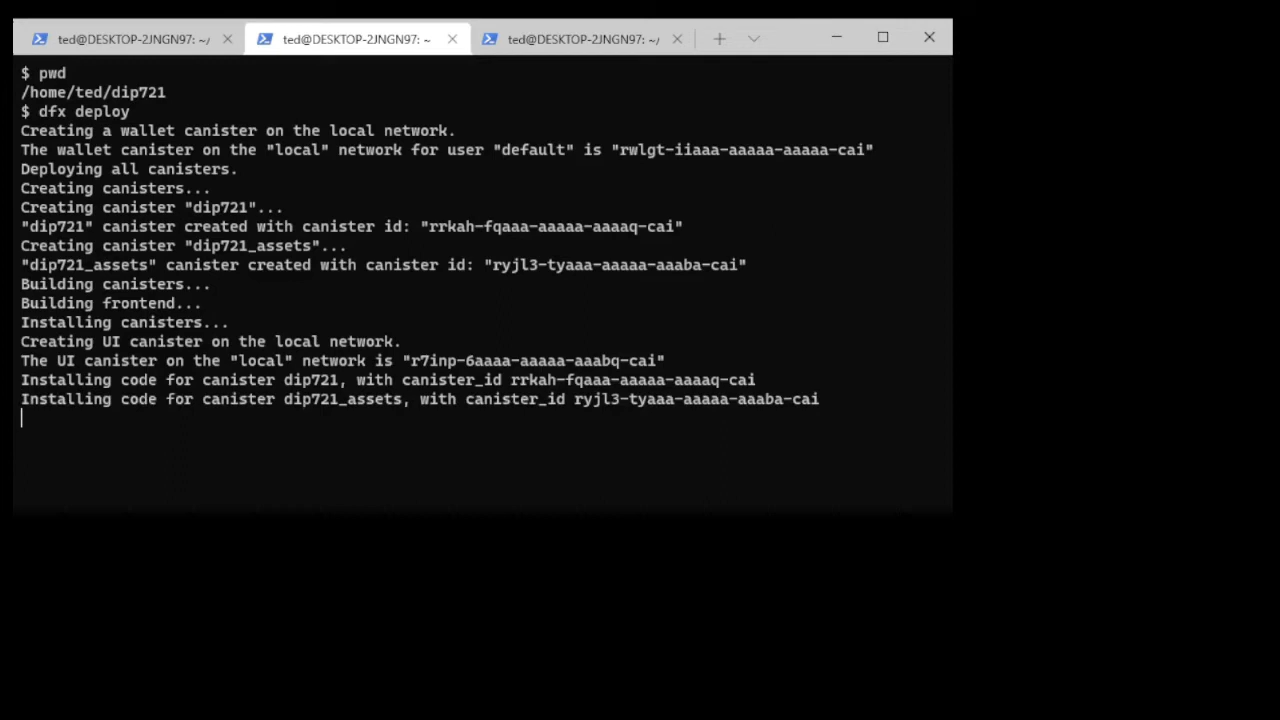 ted@DESKTOP-2JNGN97: ~/
ted@DESKTOP-2JNGN97: ~
ted@DESKTOP-2JNGN97: ~/
$ pwd
/home/ted/dip721
$ dfx deploy
Creating a wallet canister on the local network.
The wallet canister on the "local" network for user "default" is "rwlgt-iiaaa-aaaaa-aaaaa-cai"
Deploying all canisters.
Creating canisters...
Creating canister "dip721"...
"dip721" canister created with canister id: "rrkah-fqaaa-aaaaa-aaaaq-cai"
Creating canister "dip721_assets"...
"dip721_assets" canister created with canister id: "ryjl3-tyaaa-aaaaa-aaaba-cai"
Building canisters...
Building frontend...
Installing canisters...
Creating UI canister on the local network.
The UI canister on the "local" network is "r7inp-6aaaa-aaaaa-aaabq-cai"
Installing code for canister dip721, with canister_id rrkah-fqaaa-aaaaa-aaaaq-cai
Installing code for canister dip721_assets, with canister_id ryjl3-tyaaa-aaaaa-aaaba-cai